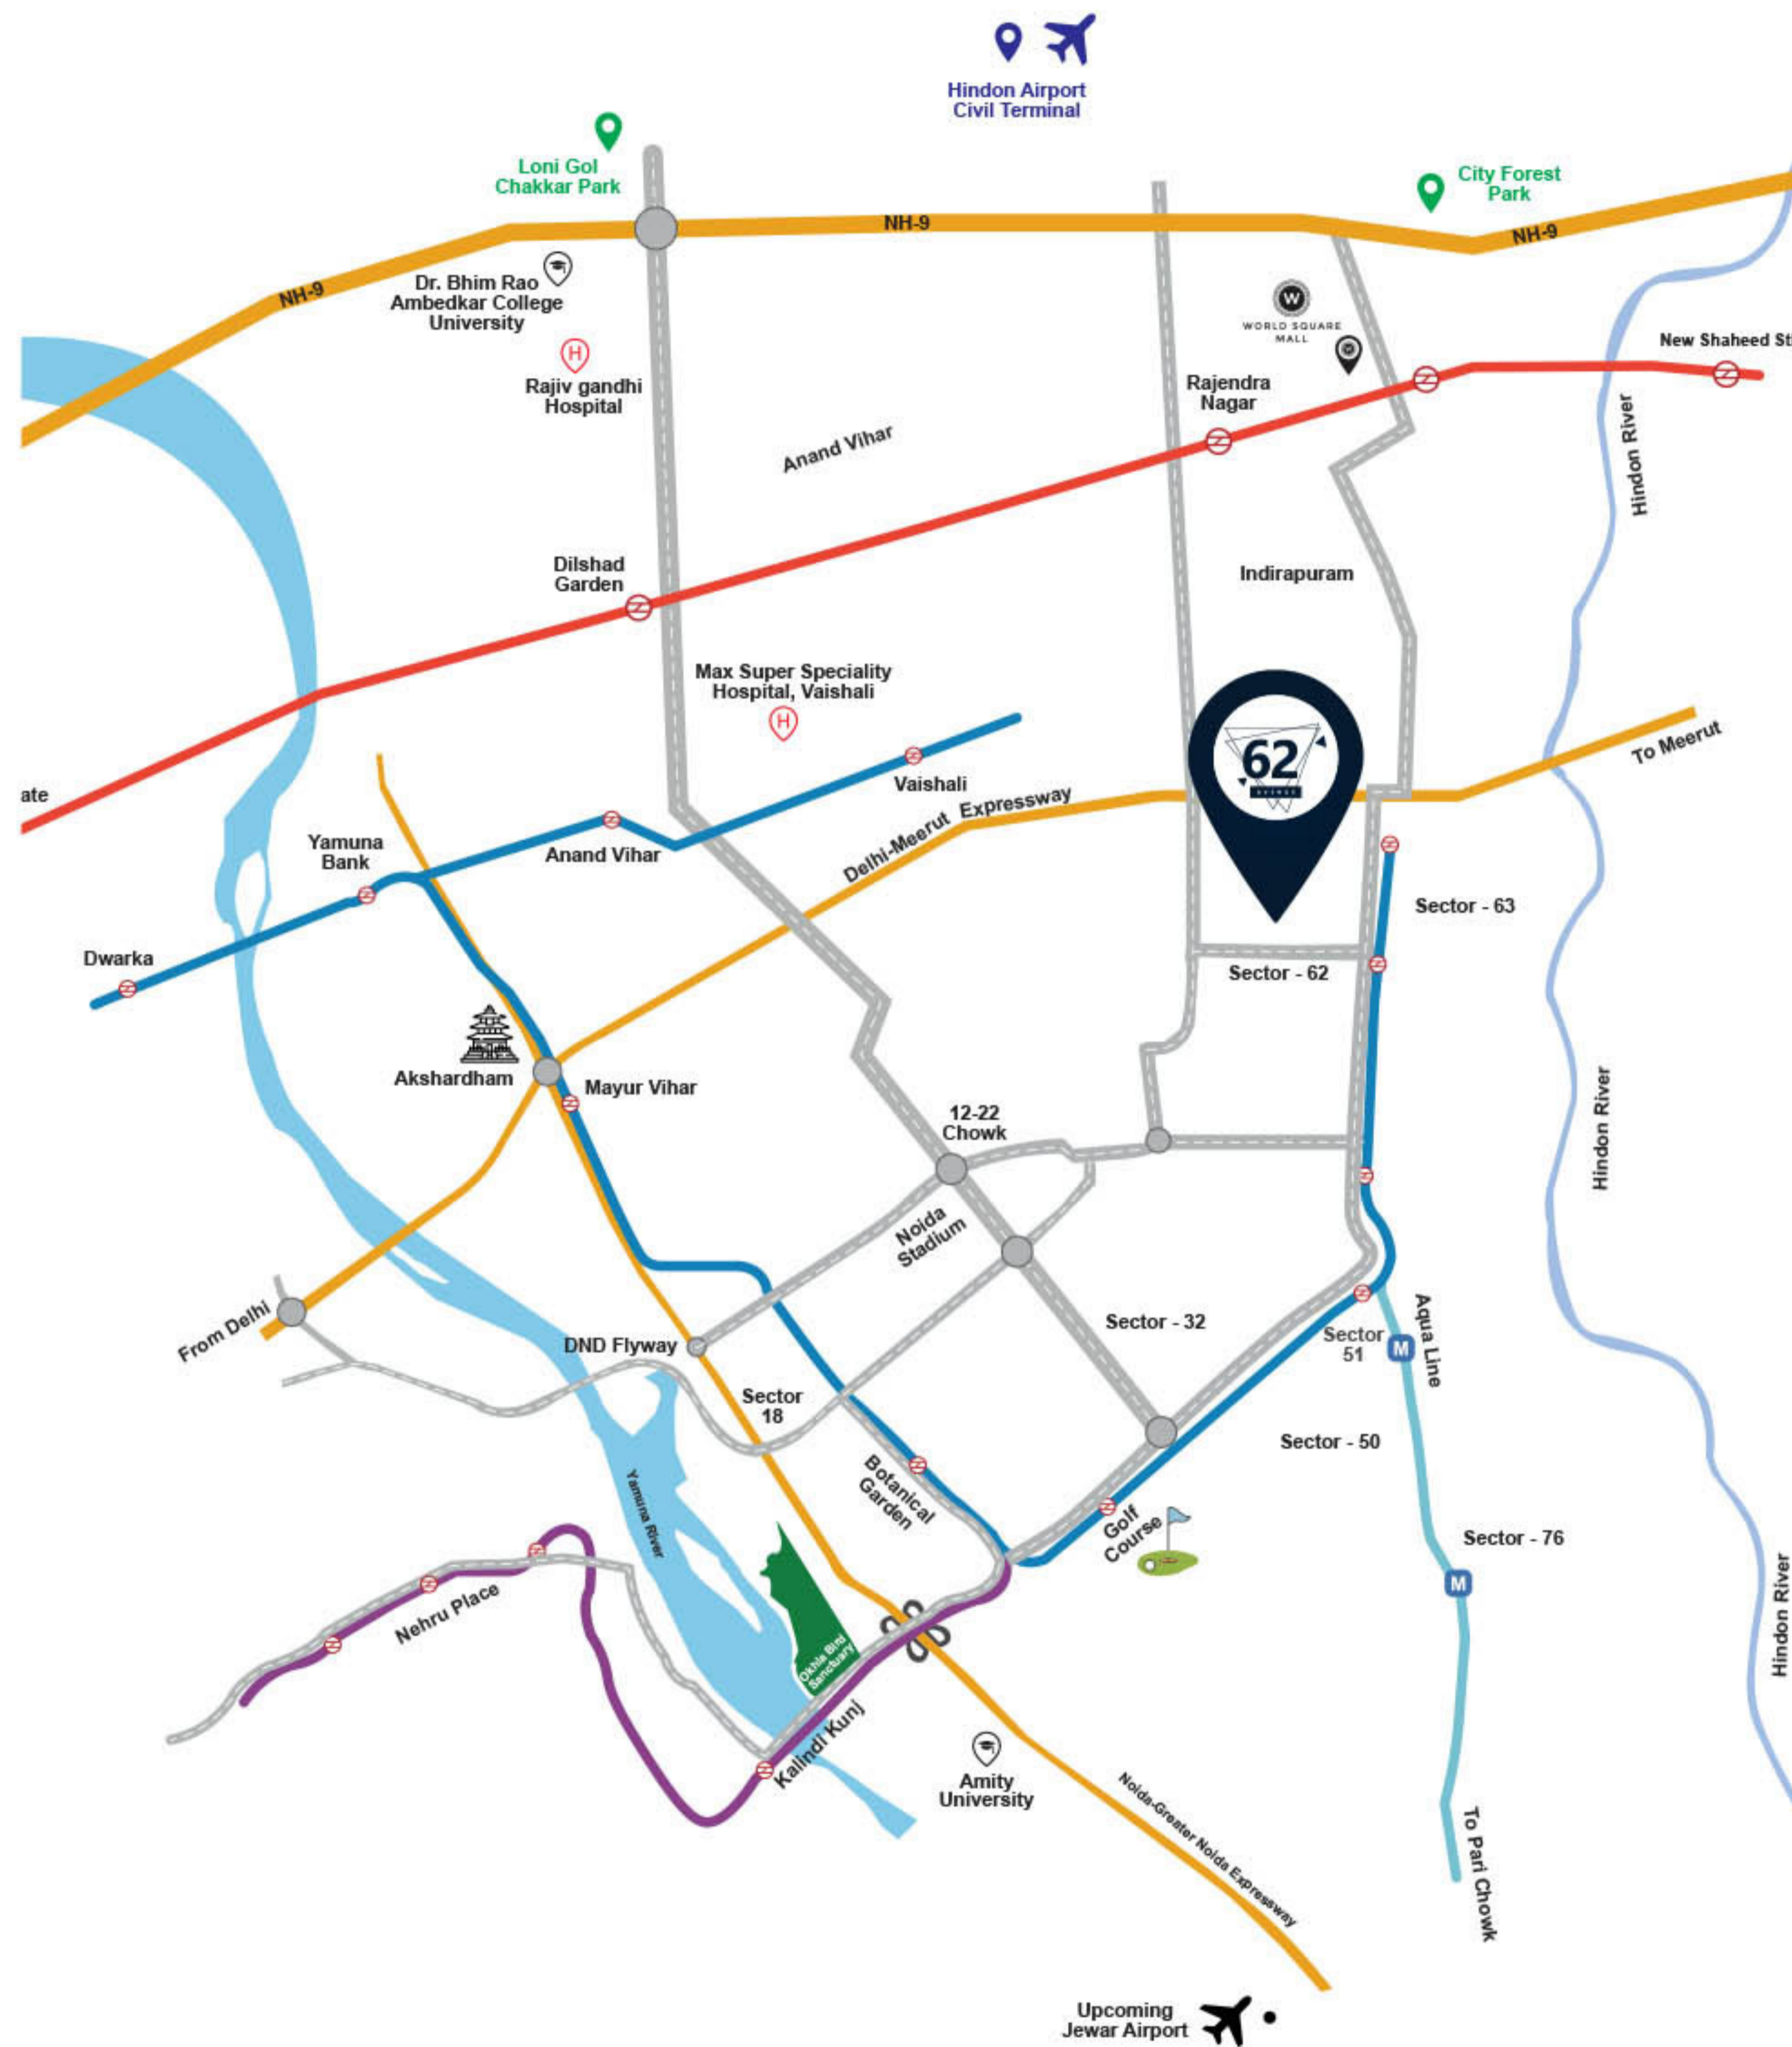 Hindon Airport
Civil Terminal
Loni Gol
Chakkar Park
City Forest
Park
NH-9
NH-9
NH-9
Dr. Bhim Rao
Ambedkar College
University
H
Rajiv gandhi
Hospital
W
WORLD SQUARE
MALL
New Shaheed St
Rajendra
Nagar
Hindon River
Anand Vihar
Dilshad
Garden
Indirapuram
Max Super Speciality
Hospital, Vaishali
H
62
AVENUE
To Meerut
Vaishali
ate
Delhi-Meerut Expressway
Yamuna
Bank
Anand Vihar
Sector - 63
Dwarka
Sector - 62
Akshardham
Mayur Vihar
12-22
Chowk
Hindon River
Noida
Stadium
From Delhi
DND Flyway
Sector - 32
Sector
51
M
Aqua Line
Sector
18
Sector - 50
Botanical
Garden
Yamuna River
Golf
Course
Sector - 76
M
Nehru Place
Okhla Bird
Sanctuary
Hindon River
Kalindi Kunj
Amity
University
Noida-Greater Noida Expressway
To Pari Chowk
Upcoming
Jewar Airport